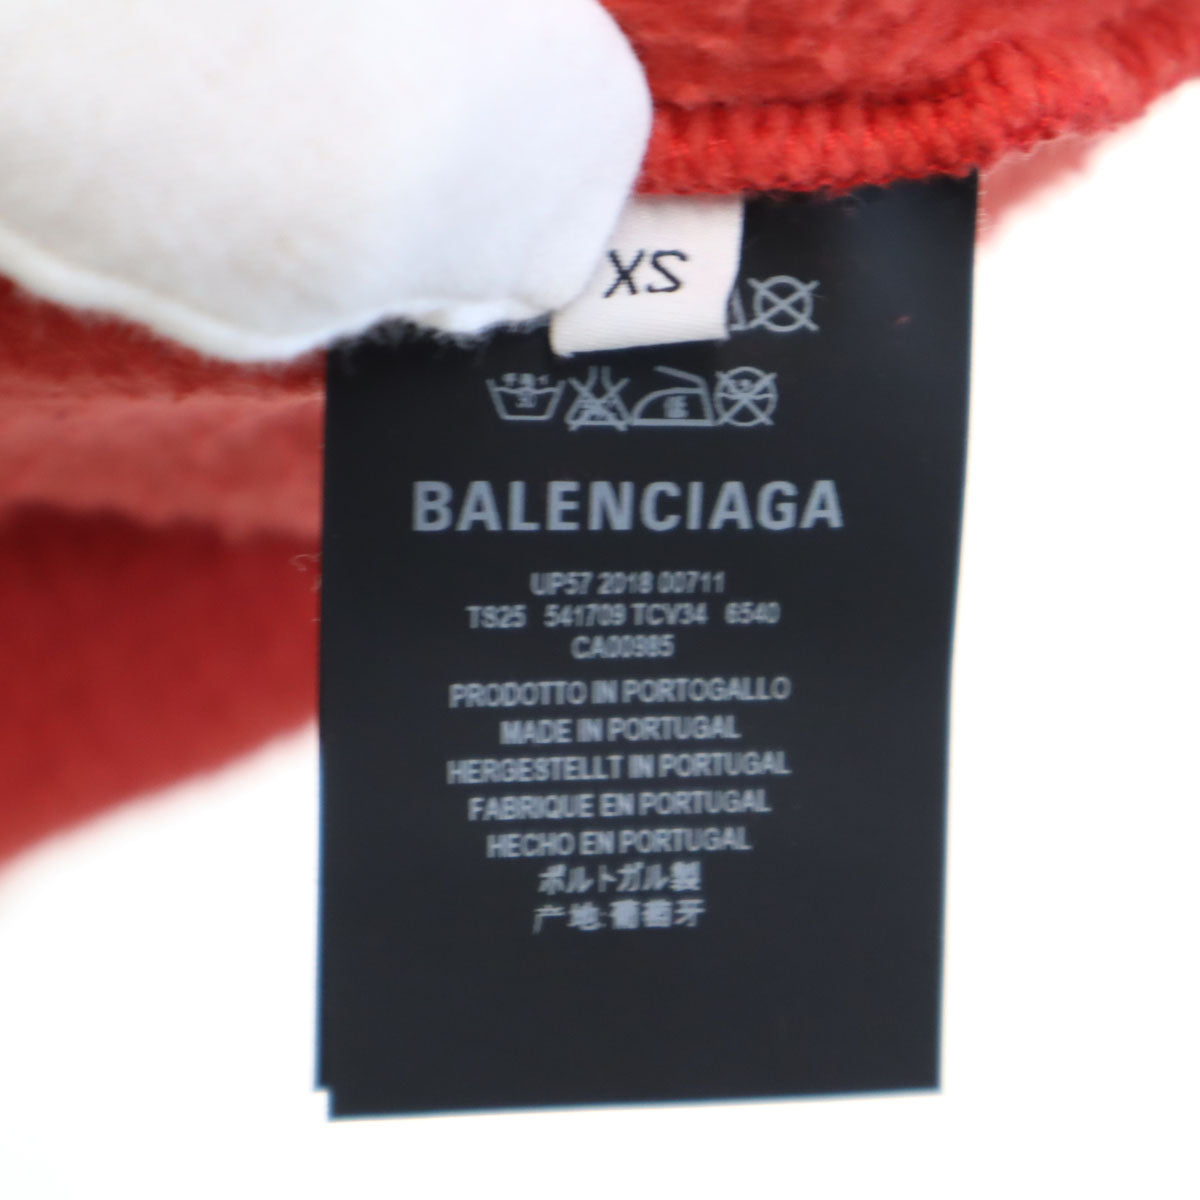 XS
BALENCIAGA
UP57 2018 00711
TS25 541709 TCV34 6540
CA00985
PRODOTTO IN PORTOGALLO
MADE IN PORTUGAL
HERGESTELLT IN PORTUGAL
FABRIQUE EN PORTUGAL
HECHO EN PORTUGAL
ポルトガル製
产地:葡萄牙